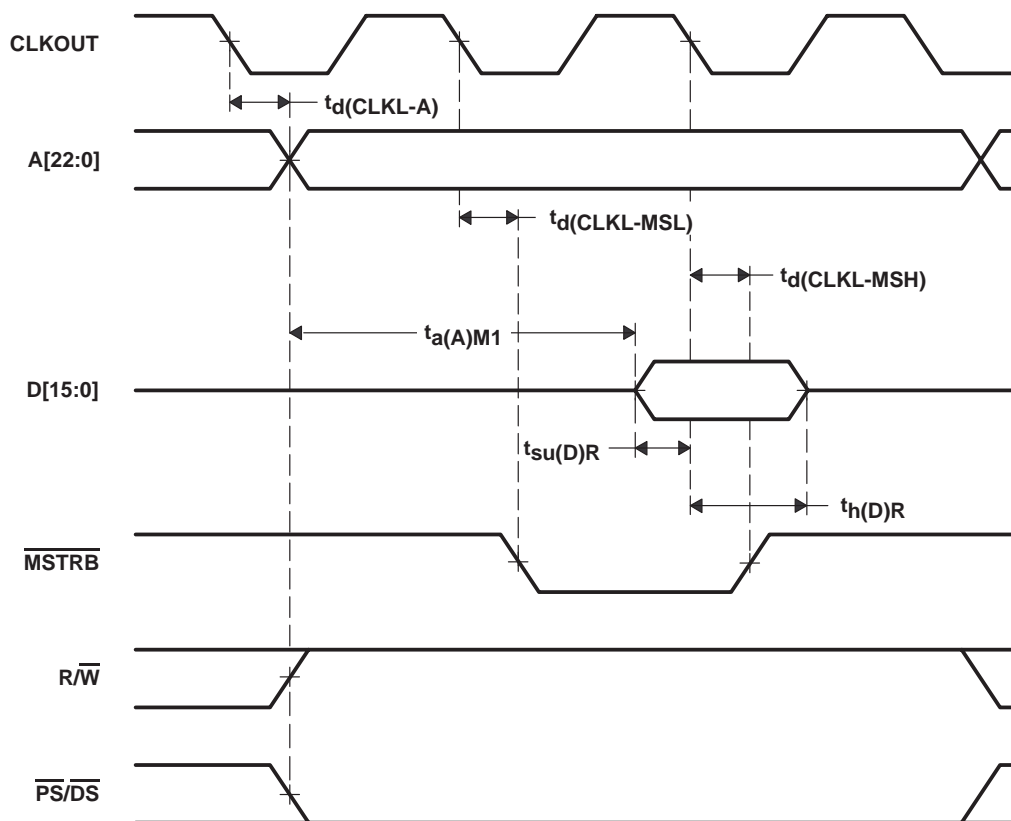 CLKOUT
td(CLKL-A)
A[22:0]
td(CLKL-MSL)
td(CLKL-MSH)
ta(A)M1
D[15:0]
tsu(D)R
th(D)R
MSTRB
R/W
PS/DS